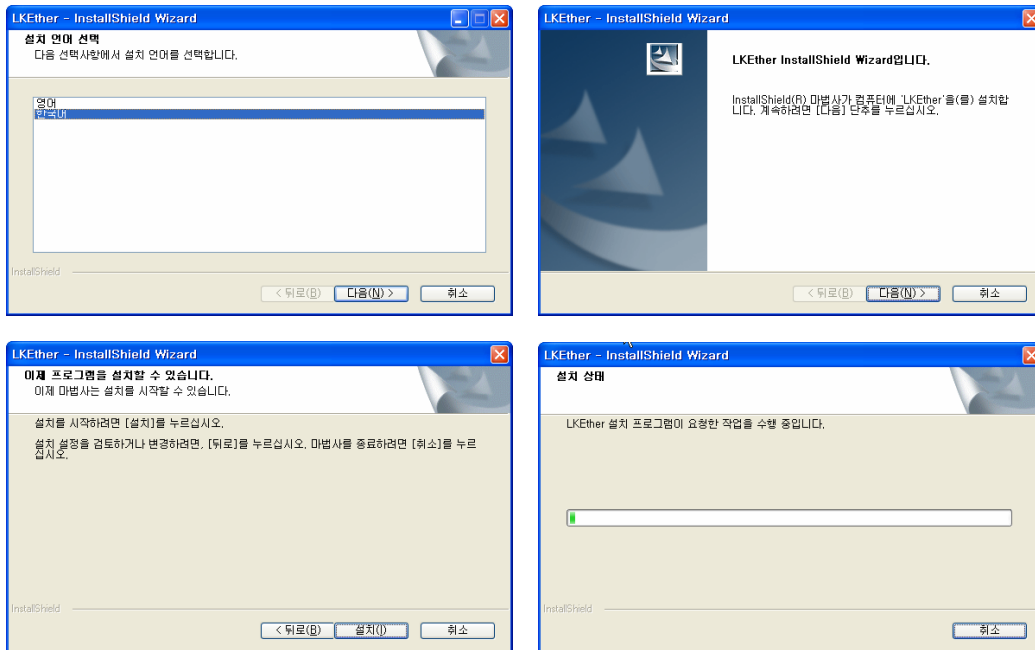 LKEther - InstallShield Wizard
설치 언어 선택
다음 선택사항에서 설치 언어를 선택합니다.
영어
한국어
InstallShield
< 뒤로(B)
다음(N) >
취소
LKEther - InstallShield Wizard
LKEther InstallShield Wizard입니다.
InstallShield(R) 마법사가 컴퓨터에 'LKEther'을(를) 설치합
니다. 계속하려면 [다음] 단추를 누르십시오.
< 뒤로(B)
다음(N) >
취소
LKEther - InstallShield Wizard
이제 프로그램을 설치할 수 있습니다.
이제 마법사는 설치를 시작할 수 있습니다.
설치를 시작하려면 [설치]를 누르십시오.
설치 설정을 검토하거나 변경하려면, [뒤로]를 누르십시오. 마법사를 종료하려면 [취소]를 누르
십시오.
InstallShield
< 뒤로(B)
설치(I)
취소
LKEther - InstallShield Wizard
설치 상태
LKEther 설치 프로그램이 요청한 작업을 수행 중입니다.
InstallShield
취소